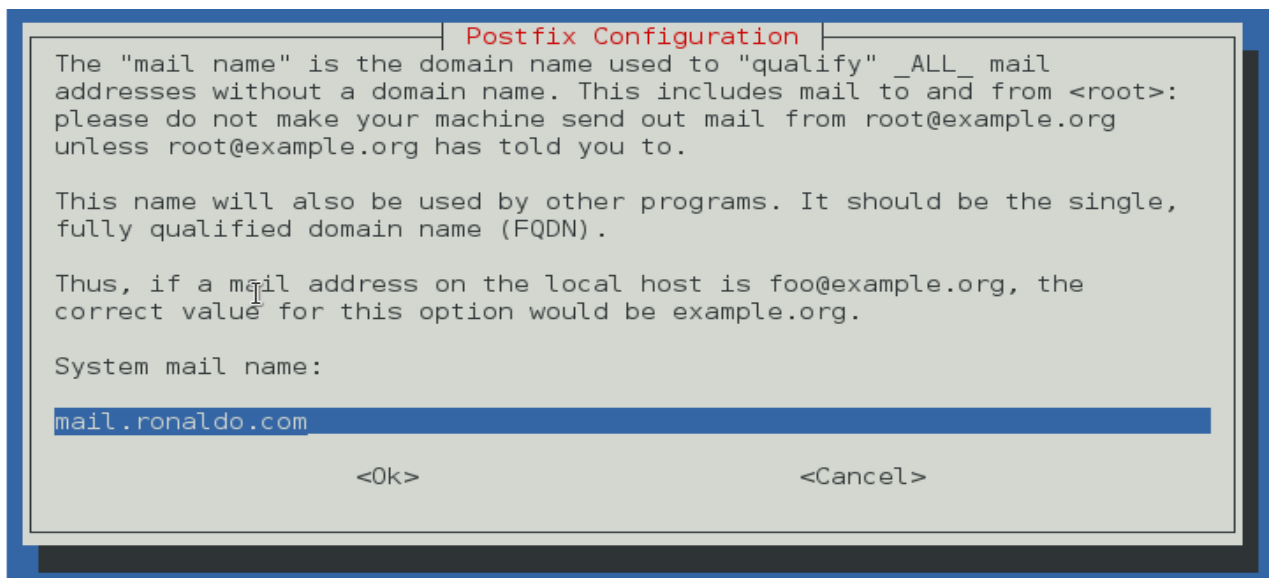 Postfix Configuration
The "mail name" is the domain name used to "qualify" _ALL_ mail
addresses without a domain name. This includes mail to and from <root>:
please do not make your machine send out mail from root@example.org
unless root@example.org has told you to.
This name will also be used by other programs. It should be the single,
fully qualified domain name (FQDN).
Thus, if a mail address on the local host is foo@example.org, the
correct value for this option would be example.org.
System mail name:
mail.ronaldo.com
<Ok> <Cancel>